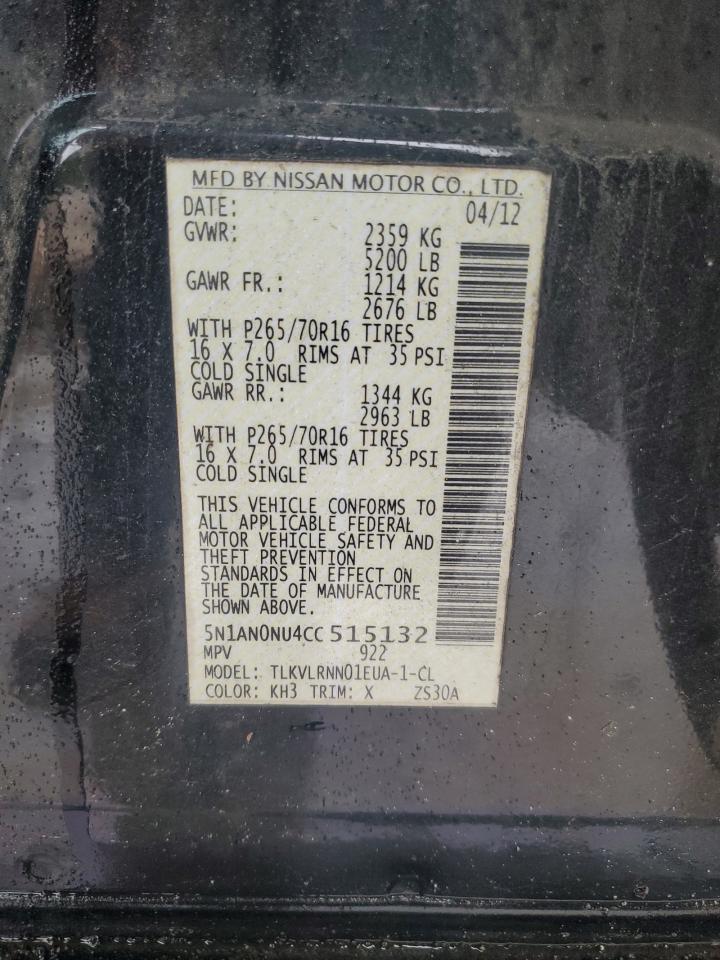 MFD BY NISSAN MOTOR CO., LTD.
DATE: 04/12
GVWR: 2359 KG
5200 LB
GAWR FR.: 1214 KG
2676 LB
WITH P265/70R16 TIRES
16 X 7.0 RIMS AT 35 PSI
COLD SINGLE
GAWR RR.: 1344 KG
2963 LB
WITH P265/70R16 TIRES
16 X 7.0 RIMS AT 35 PSI
COLD SINGLE
THIS VEHICLE CONFORMS TO
ALL APPLICABLE FEDERAL
MOTOR VEHICLE SAFETY AND
THEFT PREVENTION
STANDARDS IN EFFECT ON
THE DATE OF MANUFACTURE
SHOWN ABOVE.
5N1AN0NU4CC 515132
MPV 922
MODEL: TLKVLRNN01EUA-1-CL
COLOR: KH3 TRIM: X ZS30A